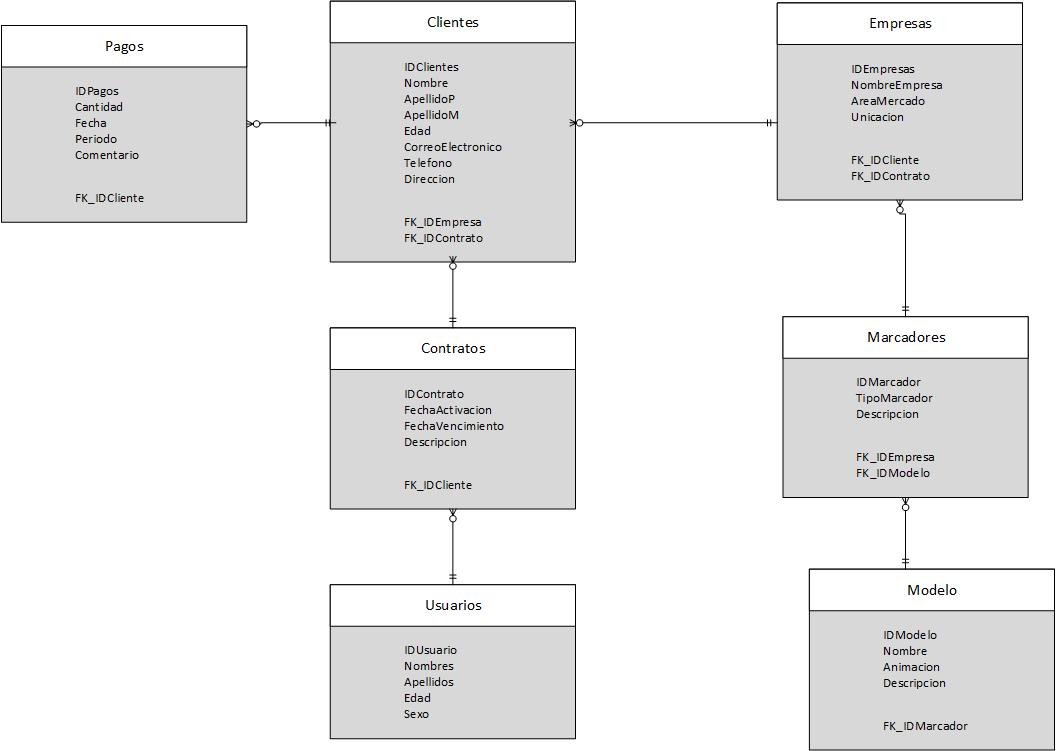 Pagos
IDPagos
Cantidad
Fecha
Periodo
Comentario
FK_IDCliente
Clientes
IDClientes
Nombre
ApellidoP
ApellidoM
Edad
CorreoElectronico
Telefono
Direccion
FK_IDEmpresa
FK_IDContrato
Empresas
IDEmpresas
NombreEmpresa
AreaMercado
Unicacion
FK_IDCliente
FK_IDContrato
Contratos
IDContrato
FechaActivacion
FechaVencimiento
Descripcion
FK_IDCliente
Marcadores
IDMarcador
TipoMarcador
Descripcion
FK_IDEmpresa
FK_IDModelo
Usuarios
IDUsuario
Nombres
Apellidos
Edad
Sexo
Modelo
IDModelo
Nombre
Animacion
Descripcion
FK_IDMarcador